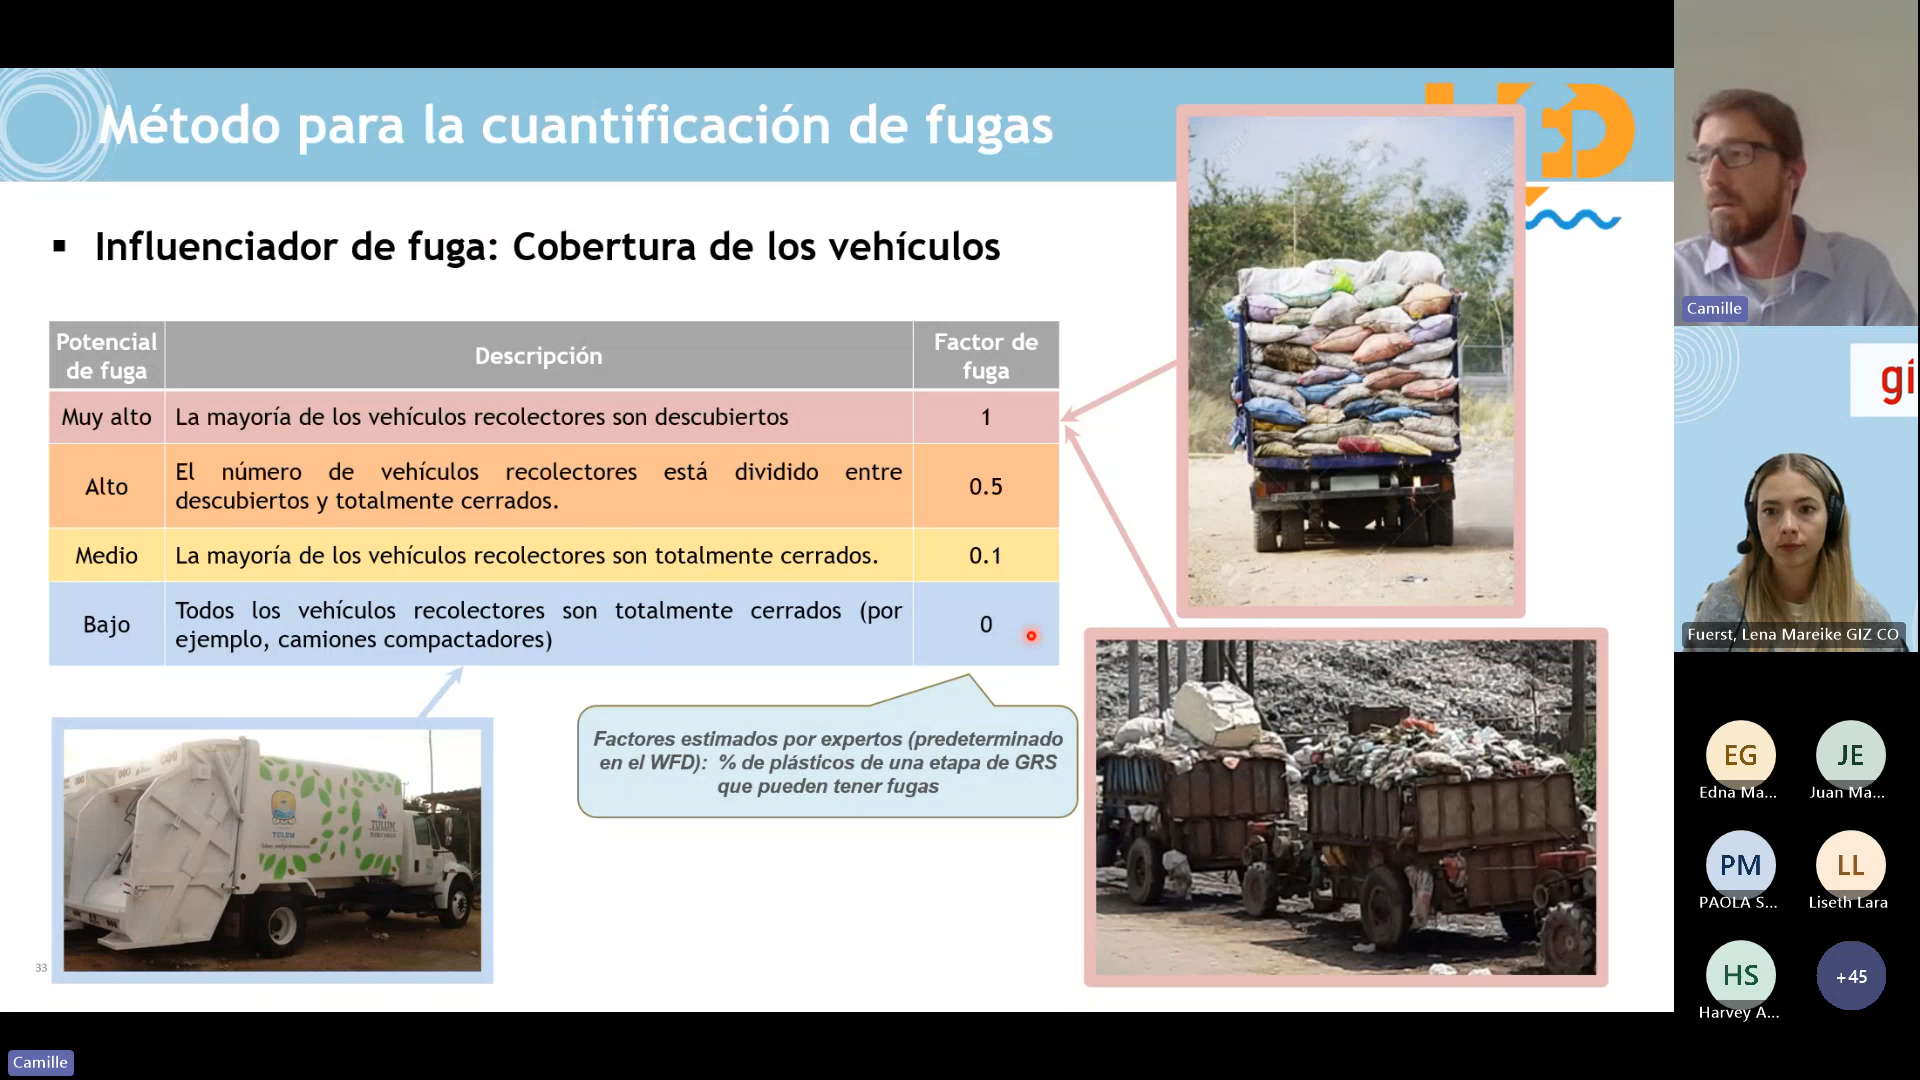 Método para la cuantificación de fugas
▪ Influenciador de fuga: Cobertura de los vehículos
Potencial
de fuga
Descripción
Factor de
fuga
Muy alto
La mayoría de los vehículos recolectores son descubiertos
1
Alto
El número de vehículos recolectores está dividido entre
descubiertos y totalmente cerrados.
0.5
Medio
La mayoría de los vehículos recolectores son totalmente cerrados.
0.1
Bajo
Todos los vehículos recolectores son totalmente cerrados (por
ejemplo, camiones compactadores)
0
Factores estimados por expertos (predeterminado
en el WFD): % de plásticos de una etapa de GRS
que pueden tener fugas
TULUM
TULUM
33
Camille
Camille
gi
Fuerst, Lena Mareike GIZ CO
EG
Edna Ma...
JE
Juan Ma...
PM
PAOLA S...
LL
Liseth Lara
HS
Harvey A...
+45